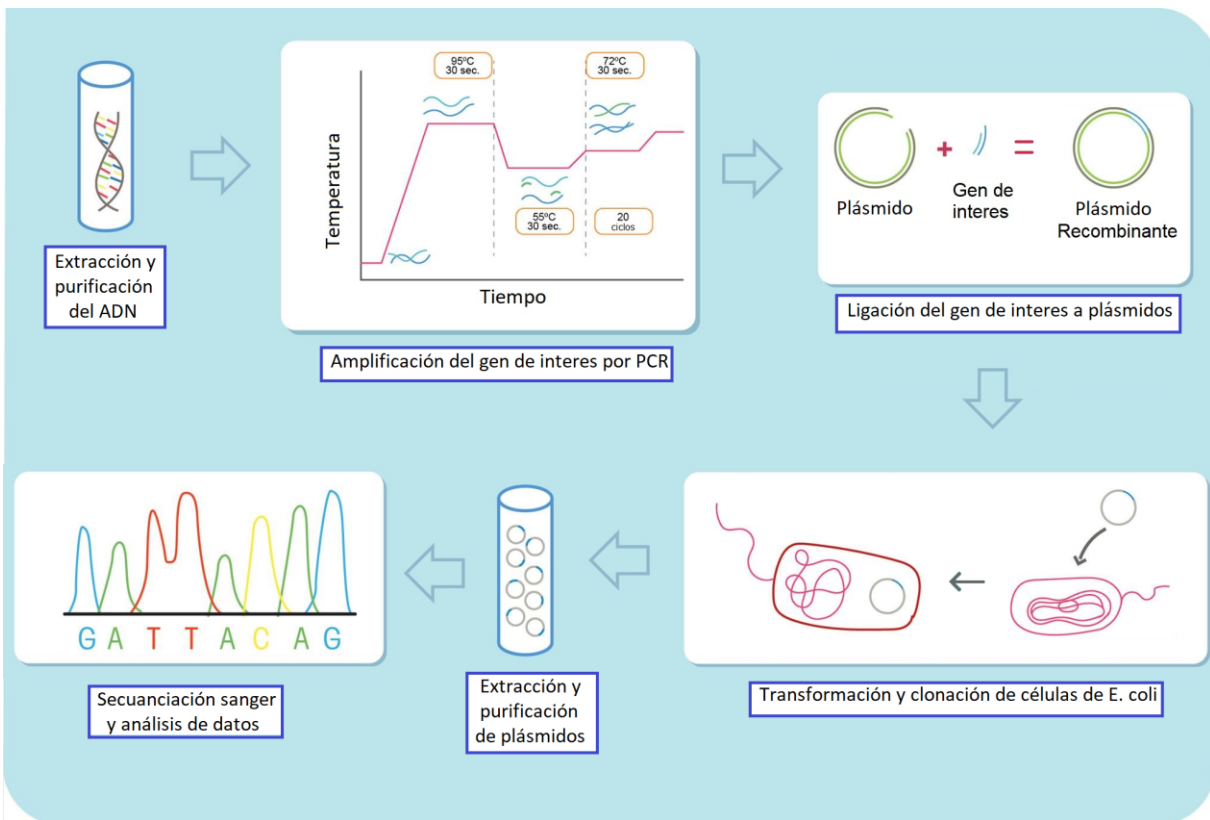 Extracción y
purificación
del ADN
Temperatura
95ºC
30 sec.
72ºC
30 sec.
55ºC
30 sec.
20
ciclos
Tiempo
Amplificación del gen de interes por PCR
+
=
Plásmido
Gen de
interes
Plásmido
Recombinante
Ligación del gen de interes a plásmidos
Transformación y clonación de células de E. coli
Extracción y
purificación
de plásmidos
G A T T A C A G
Secuanciación sanger
y análisis de datos